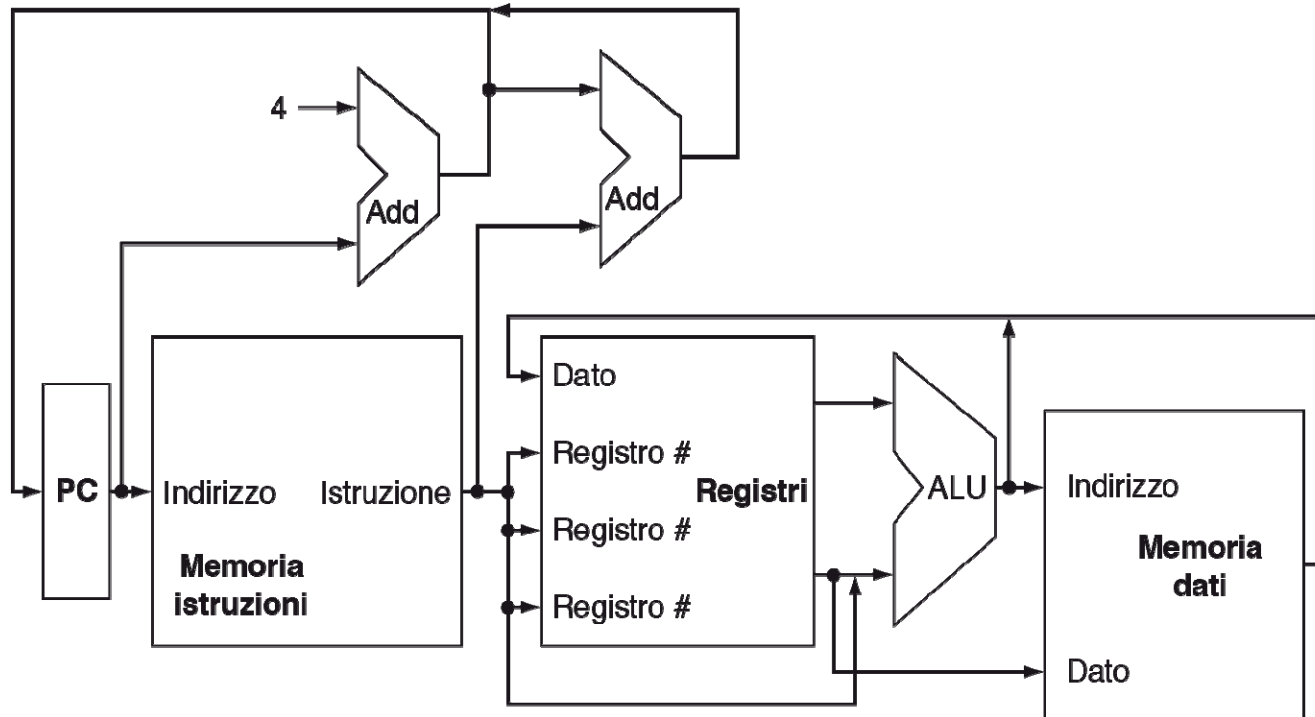 4
Add
Add
PC
Indirizzo
Istruzione
Memoria
istruzioni
Dato
Registro #
Registro #
Registro #
Registri
ALU
Indirizzo
Memoria
dati
Dato